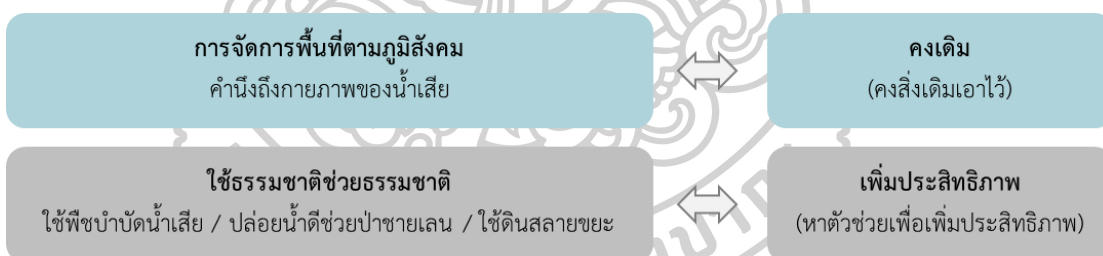 การจัดการพื้นที่ตามภูมิสังคม
คำนึงถึงกายภาพของน้ำเสีย
คงเดิม
(คงสิ่งเดิมเอาไว้)
ใช้ธรรมชาติช่วยธรรมชาติ
ใช้พืชบำบัดน้ำเสีย / ปล่อยน้ำดีช่วยป่าชายเลน / ใช้ดินสลายขยะ
เพิ่มประสิทธิภาพ
(หาตัวช่วยเพื่อเพิ่มประสิทธิภาพ)